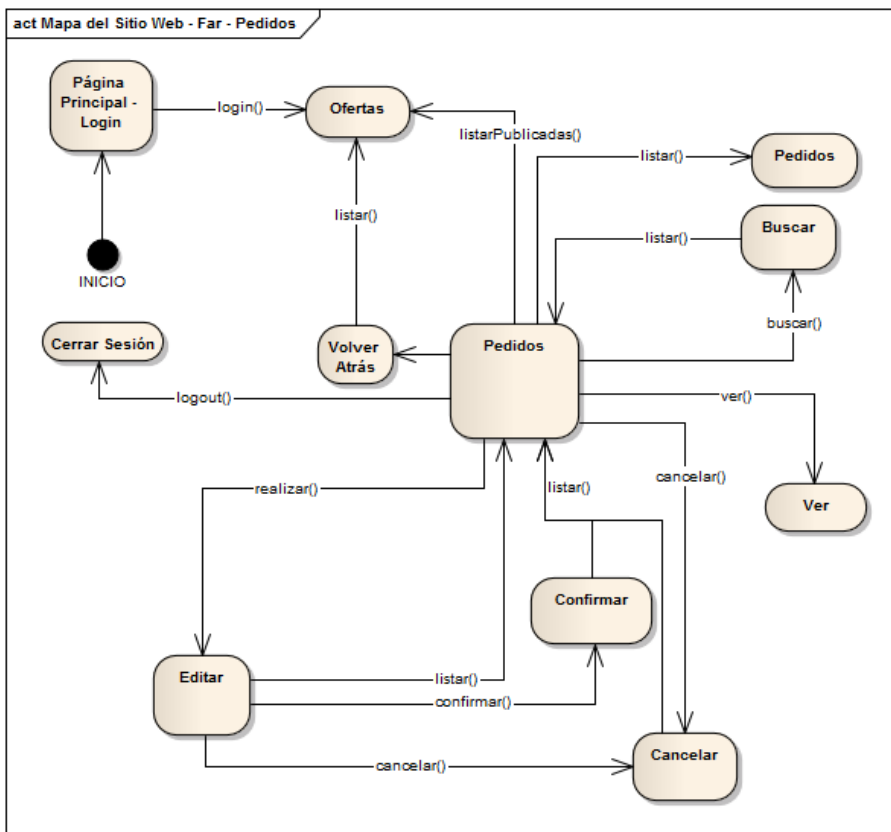 act Mapa del Sitio Web - Far - Pedidos
Página
Principal -
Login
login()
Ofertas
listarPublicadas()
listar()
Pedidos
listar()
listar()
Buscar
INICIO
buscar()
Cerrar Sesión
Volver
Atrás
Pedidos
logout()
ver()
realizar()
listar()
cancelar()
Ver
Confirmar
Editar
listar()
confirmar()
cancelar()
Cancelar